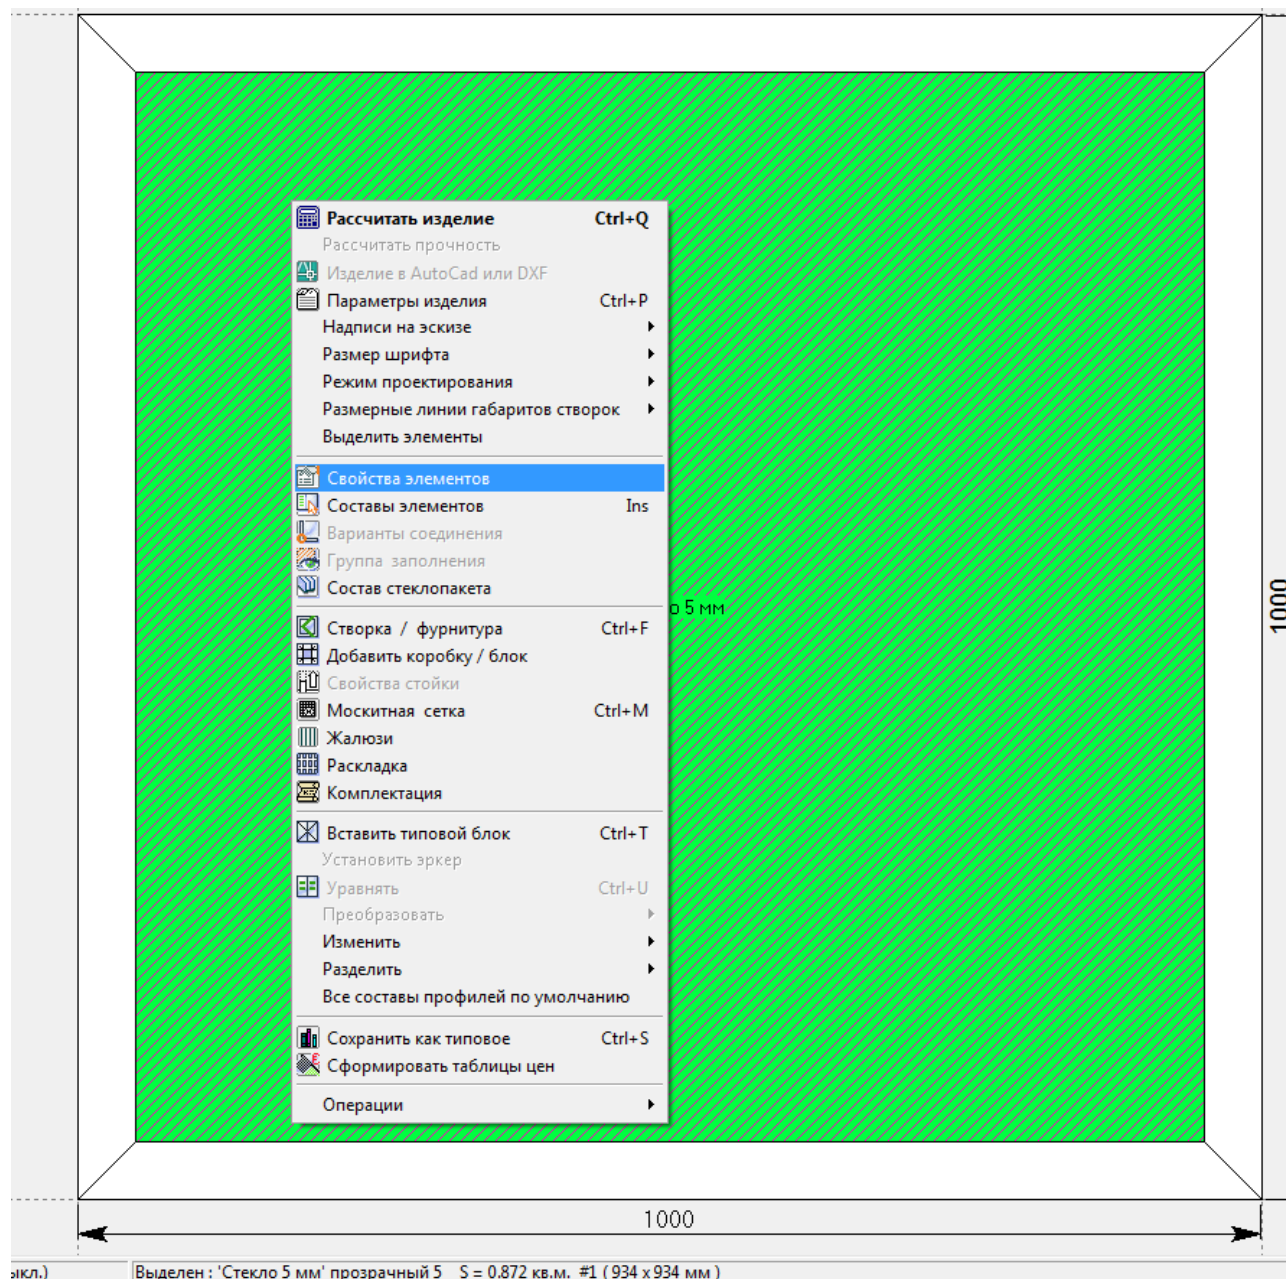 Рассчитать изделие Ctrl+Q
Рассчитать прочность
Изделие в AutoCad или DXF
Параметры изделия Ctrl+P
Надписи на эскизе
Размер шрифта
Режим проектирования
Размерные линии габаритов створок
Выделить элементы
Свойства элементов
Составы элементов Ins
Варианты соединения
Группа заполнения
Состав стеклопакета
о 5 мм
1000
Створка / фурнитура Ctrl+F
Добавить коробку / блок
Свойства стойки
Москитная сетка Ctrl+M
Жалюзи
Раскладка
Комплектация
Вставить типовой блок Ctrl+T
Установить эркер
Уравнять Ctrl+U
Преобразовать
Изменить
Разделить
Все составы профилей по умолчанию
Сохранить как типовое Ctrl+S
Сформировать таблицы цен
Операции
1000
ыкл.) Выделен : 'Стекло 5 мм' прозрачный 5 S = 0.872 кв.м. #1 ( 934 x 934 мм )